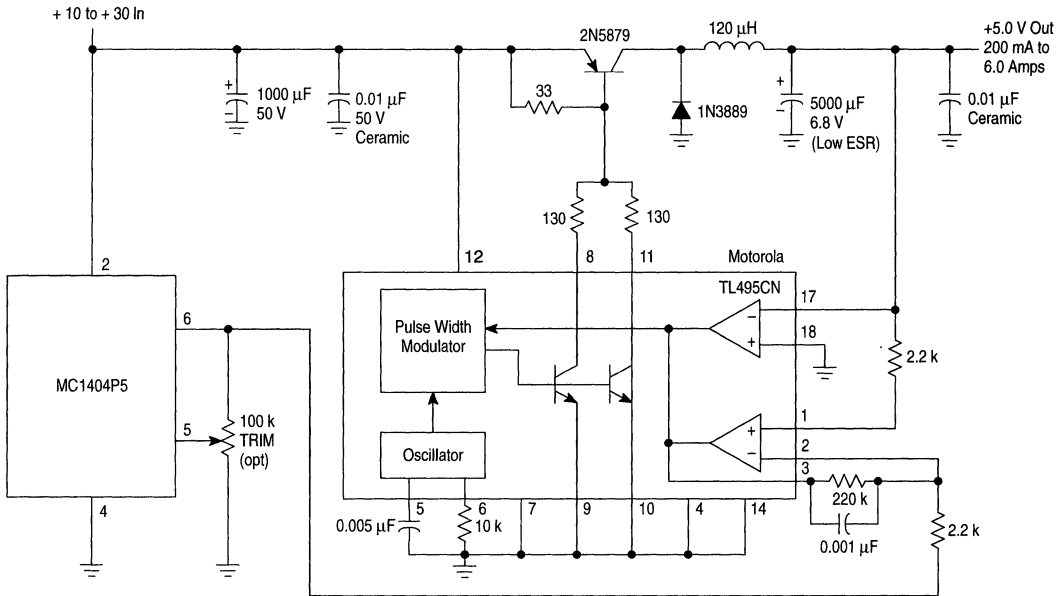 + 10 to + 30 In
2N5879
120 µH
+5.0 V Out
200 mA to
6.0 Amps
+
–
1000 µF
50 V
0.01 µF
50 V
Ceramic
33
1N3889
+
–
5000 µF
6.8 V
(Low ESR)
0.01 µF
Ceramic
130
130
2
12
8
11
Motorola
TL495CN
17
–
+
18
2.2 k
6
Pulse Width
Modulator
MC1404P5
5
100 k
TRIM
(opt)
1
+
–
2
3
Oscillator
220 k
0.001 µF
2.2 k
4
0.005 µF
5
6
10 k
7
9
10
4
14